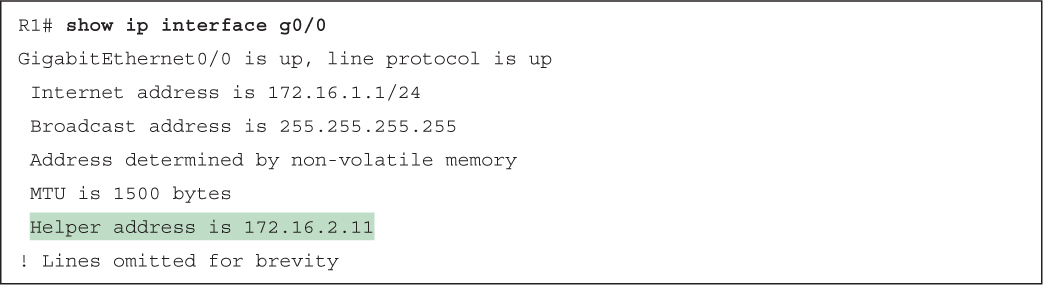 R1# show ip interface g0/0
GigabitEthernet0/0 is up, line protocol is up
Internet address is 172.16.1.1/24
Broadcast address is 255.255.255.255
Address determined by non-volatile memory
MTU is 1500 bytes
Helper address is 172.16.2.11
! Lines omitted for brevity